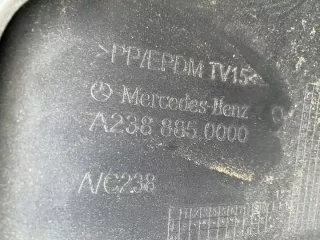 >PP/EPDM TV15<
Mercedes-Benz
A238 885 0000
A/C238